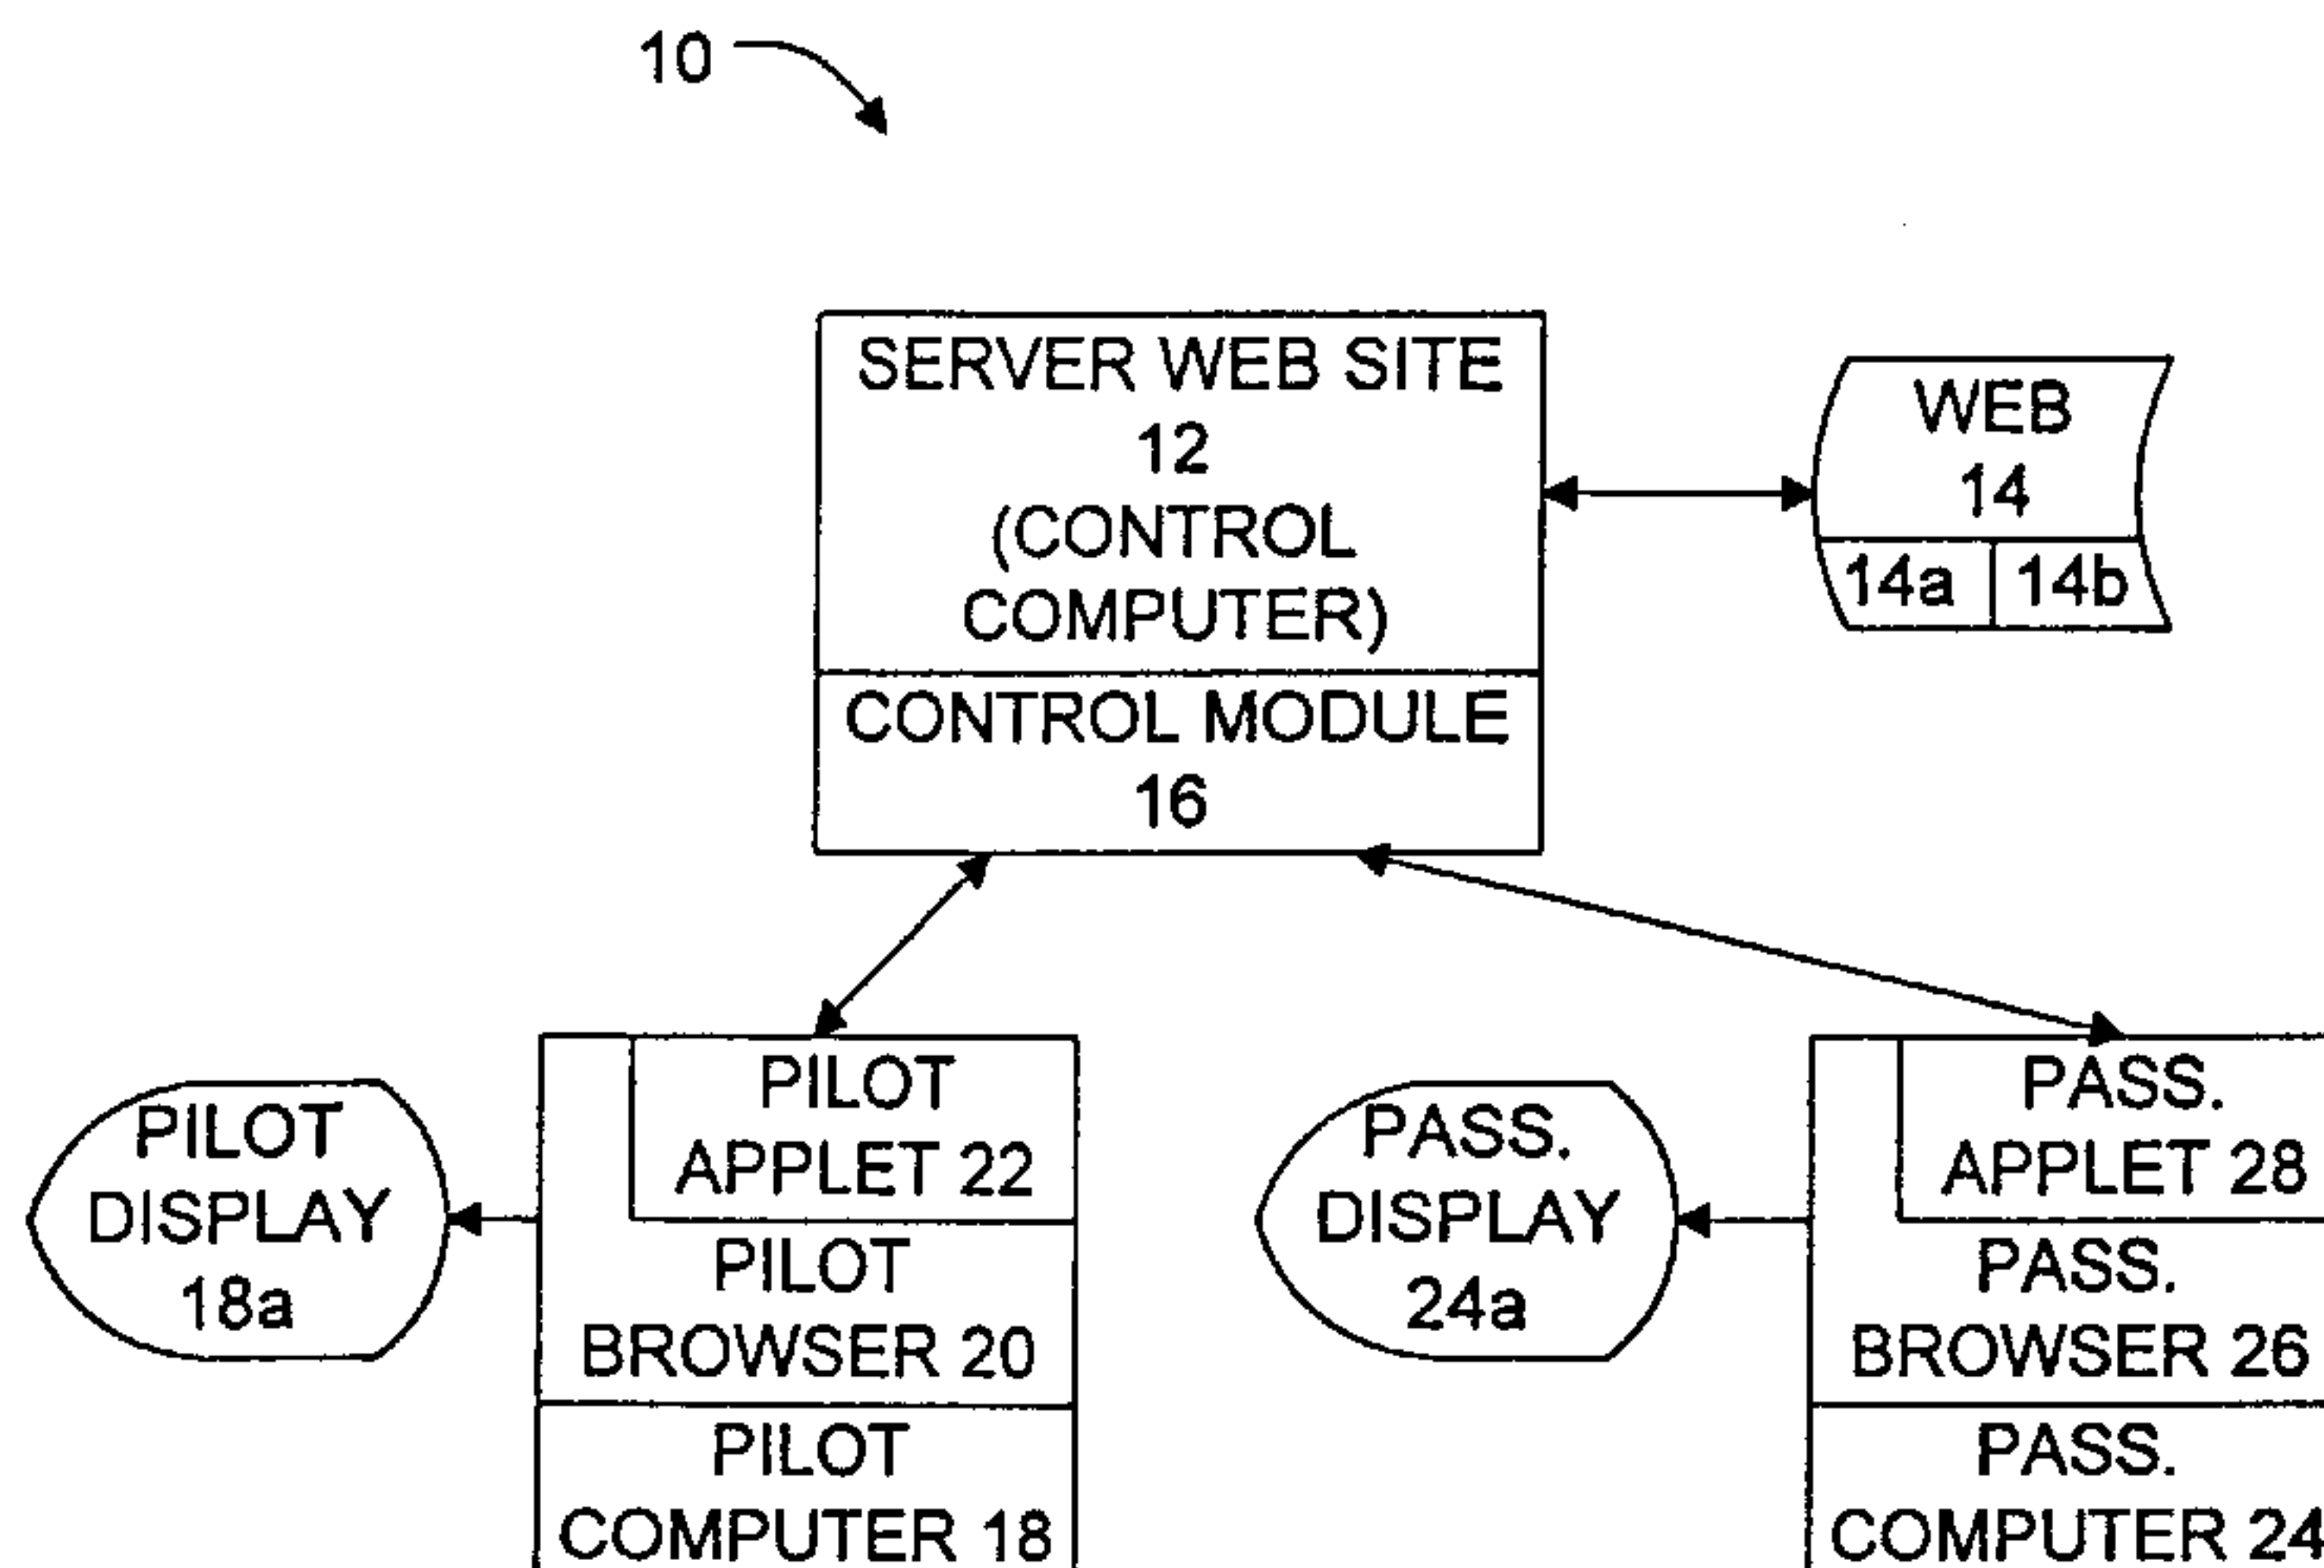 10
SERVER WEB SITE
12
(CONTROL
COMPUTER)
CONTROL MODULE
16
WEB
14
14a
14b
PILOT
DISPLAY
18a
PILOT
APPLET 22
PILOT
BROWSER 20
PILOT
COMPUTER 18
PASS.
DISPLAY
24a
PASS.
APPLET 28
PASS.
BROWSER 26
PASS.
COMPUTER 24